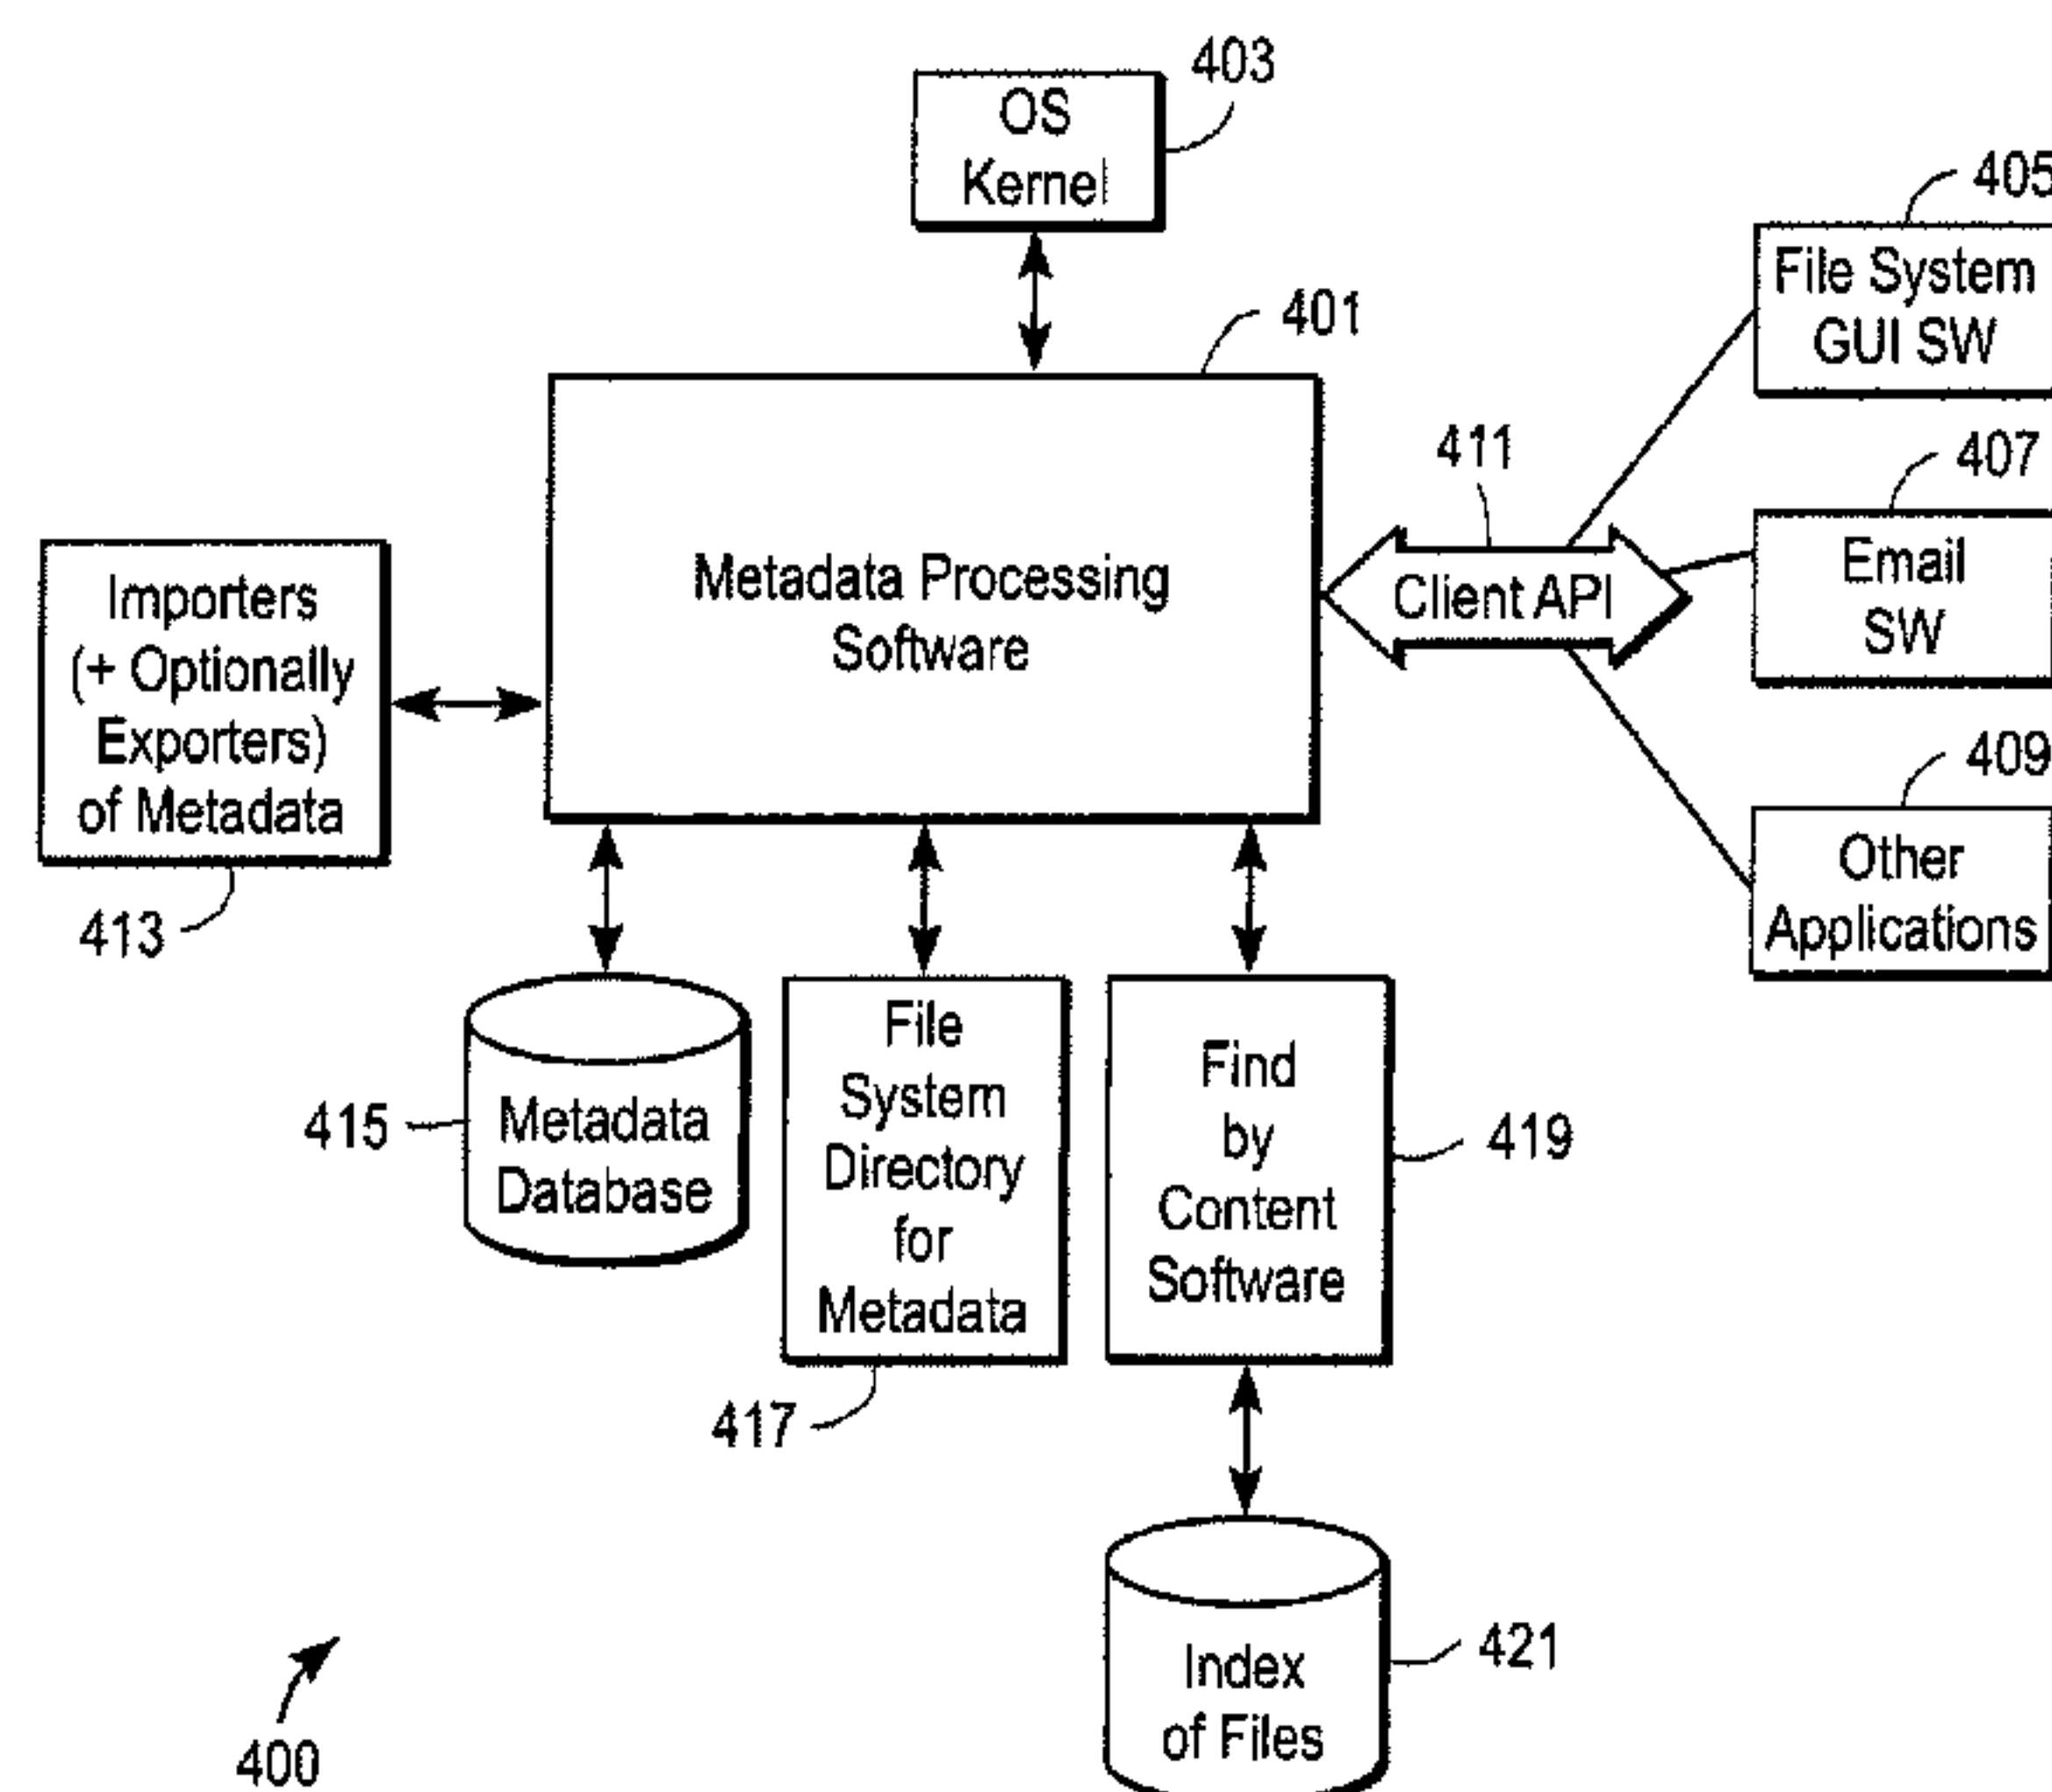 403
OS
Kernel
405
File System
GUI SW
401
411
407
Client API
Email
SW
Metadata Processing
Software
Importers
(+ Optionally
Exporters)
of Metadata
413
409
Other
Applications
415
Metadata
Database
File
System
Directory
for
Metadata
417
Find
by
Content
Software
419
421
Index
of Files
400